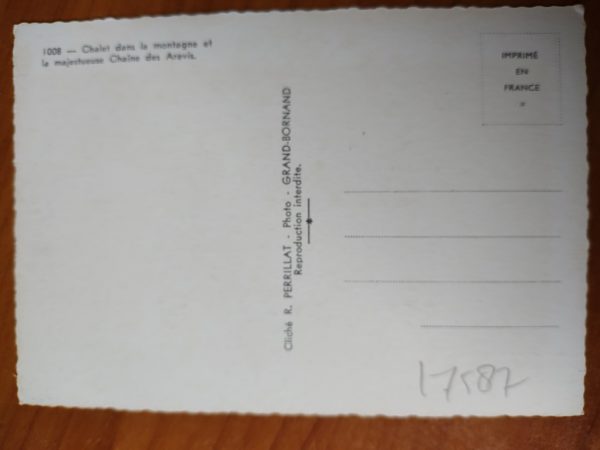 1008 — Chalet dans la montagne et
la majestueuse Chaîne des Aravis.
Cliché R. PERRILLAT - Photo - GRAND-BORNAND
Reproduction interdite.
IMPRIMÉ
EN
FRANCE
17587